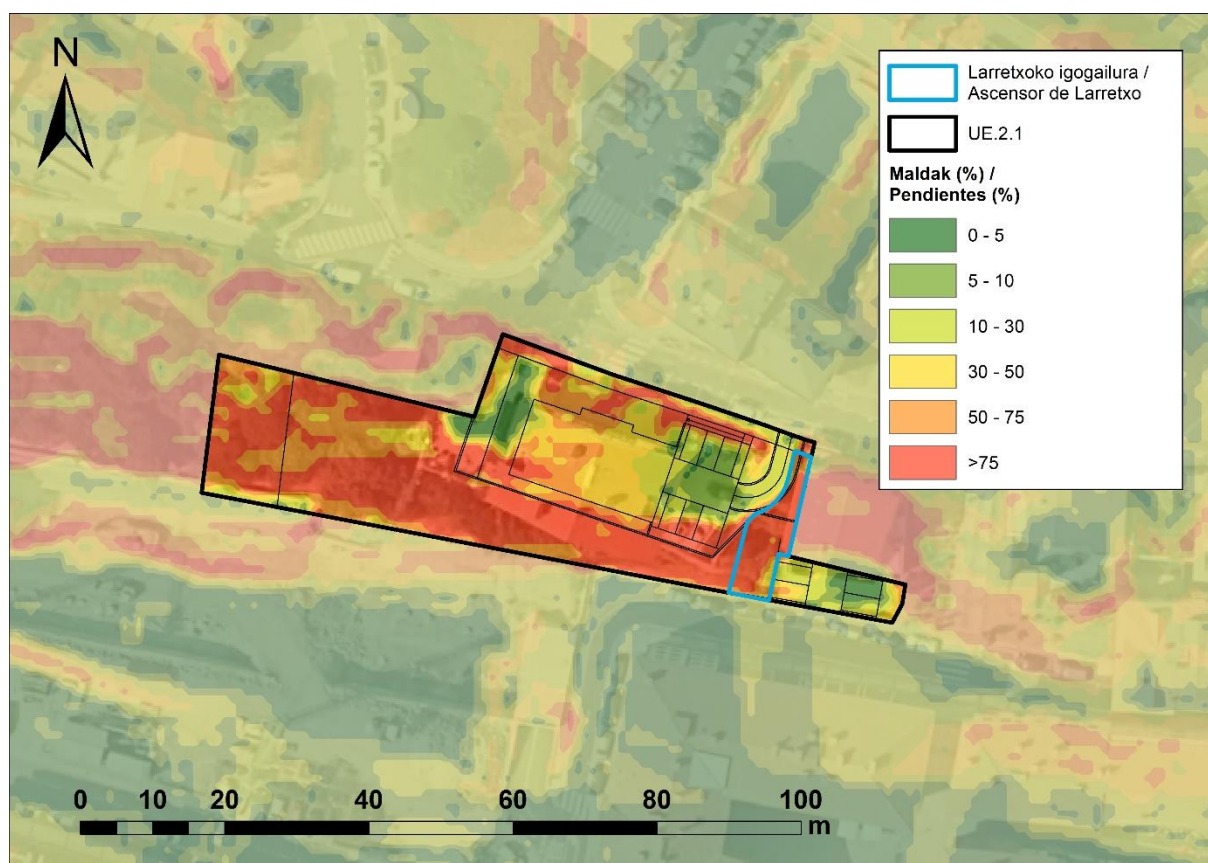 N
Larretxoko igogailura /
Ascensor de Larretxo
UE.2.1
Maldak (%) /
Pendientes (%)
0 - 5
5 - 10
10 - 30
30 - 50
50 - 75
>75
0 10 20 40 60 80 100
m